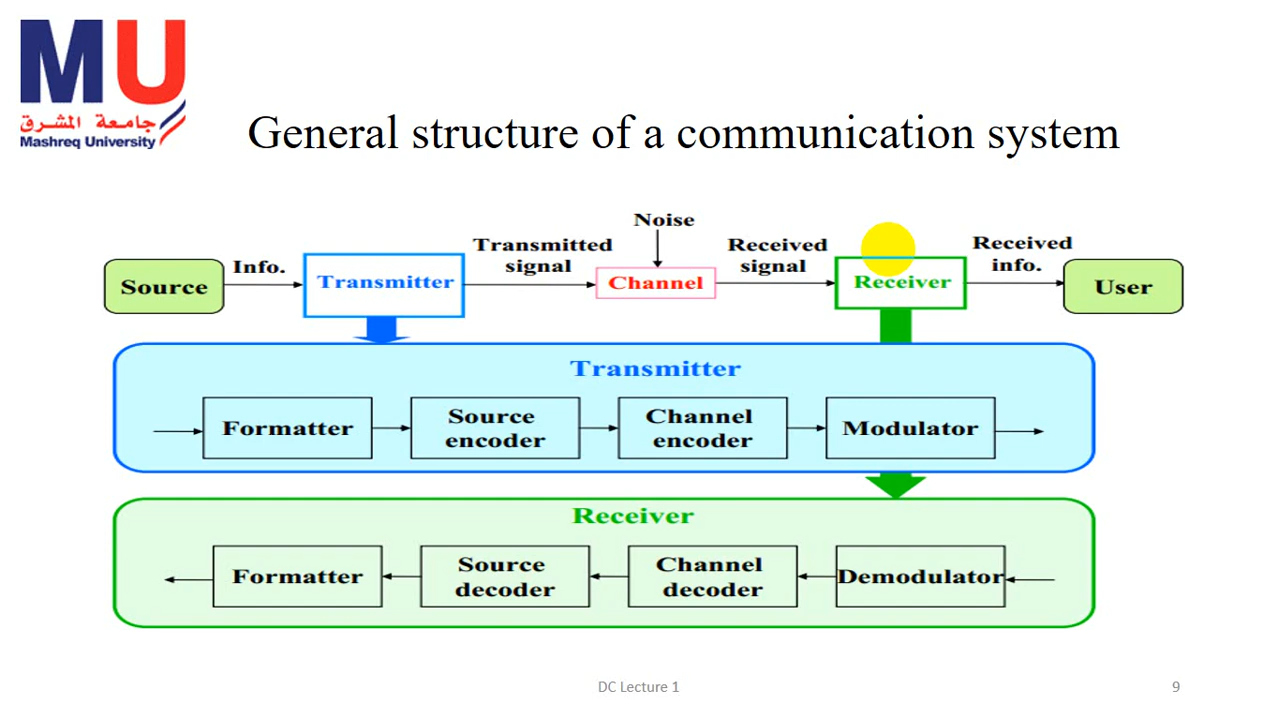 MU
جامعة المشرق
Mashreq University
General structure of a communication system
Noise
Source
Info.
Transmitter
Transmitted
signal
Channel
Received
signal
Receiver
Received
info.
User
Transmitter
Formatter
Source
encoder
Channel
encoder
Modulator
Receiver
Formatter
Source
decoder
Channel
decoder
Demodulator
DC Lecture 1
9